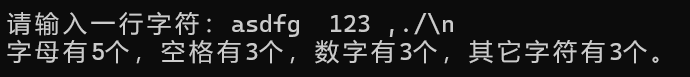 请输入一行字符：asdfg  123 ,./\n
字母有5个，空格有3个，数字有3个，其它字符有3个。